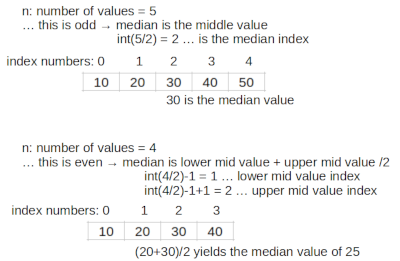 n: number of values = 5
... this is odd → median is the middle value
int(5/2) = 2 ... is the median index
index numbers: 0 1 2 3 4
10 20 30 40 50
30 is the median value
n: number of values = 4
... this is even → median is lower mid value + upper mid value /2
int(4/2)-1 = 1 ... lower mid value index
int(4/2)-1+1 = 2 ... upper mid value index
index numbers: 0 1 2 3
10 20 30 40
(20+30)/2 yields the median value of 25